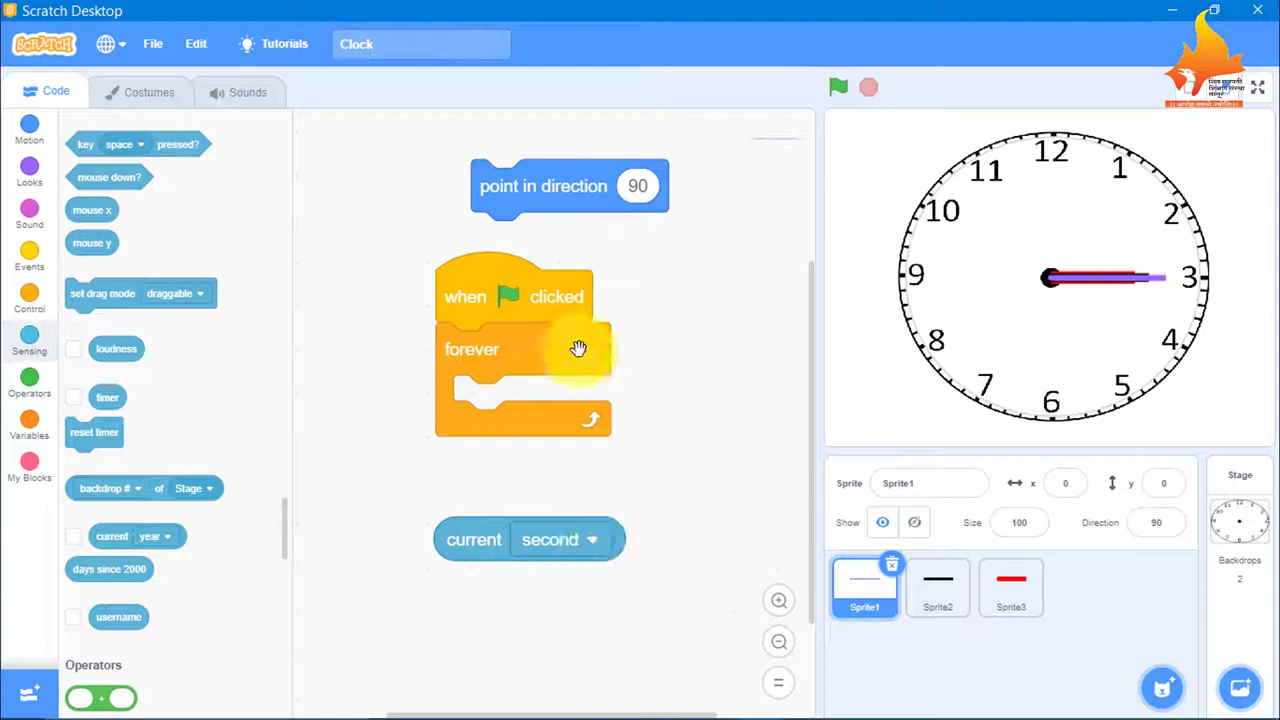 Scratch Desktop
SCRATCH
File
Edit
Tutorials
Clock
Code
Costumes
Sounds
Motion
Looks
Sound
Events
Control
Sensing
Operators
Variables
My Blocks
key space pressed?
mouse down?
mouse x
mouse y
set drag mode draggable
loudness
timer
reset timer
backdrop # of Stage
current year
days since 2000
username
Operators
+
point in direction 90
when clicked
forever
current second
12
11
1
10
2
9
3
8
4
7
5
6
Sprite Sprite1 x 0 y 0
Show Size 100 Direction 90
Sprite1
Sprite2
Sprite3
Stage
Backdrops
2